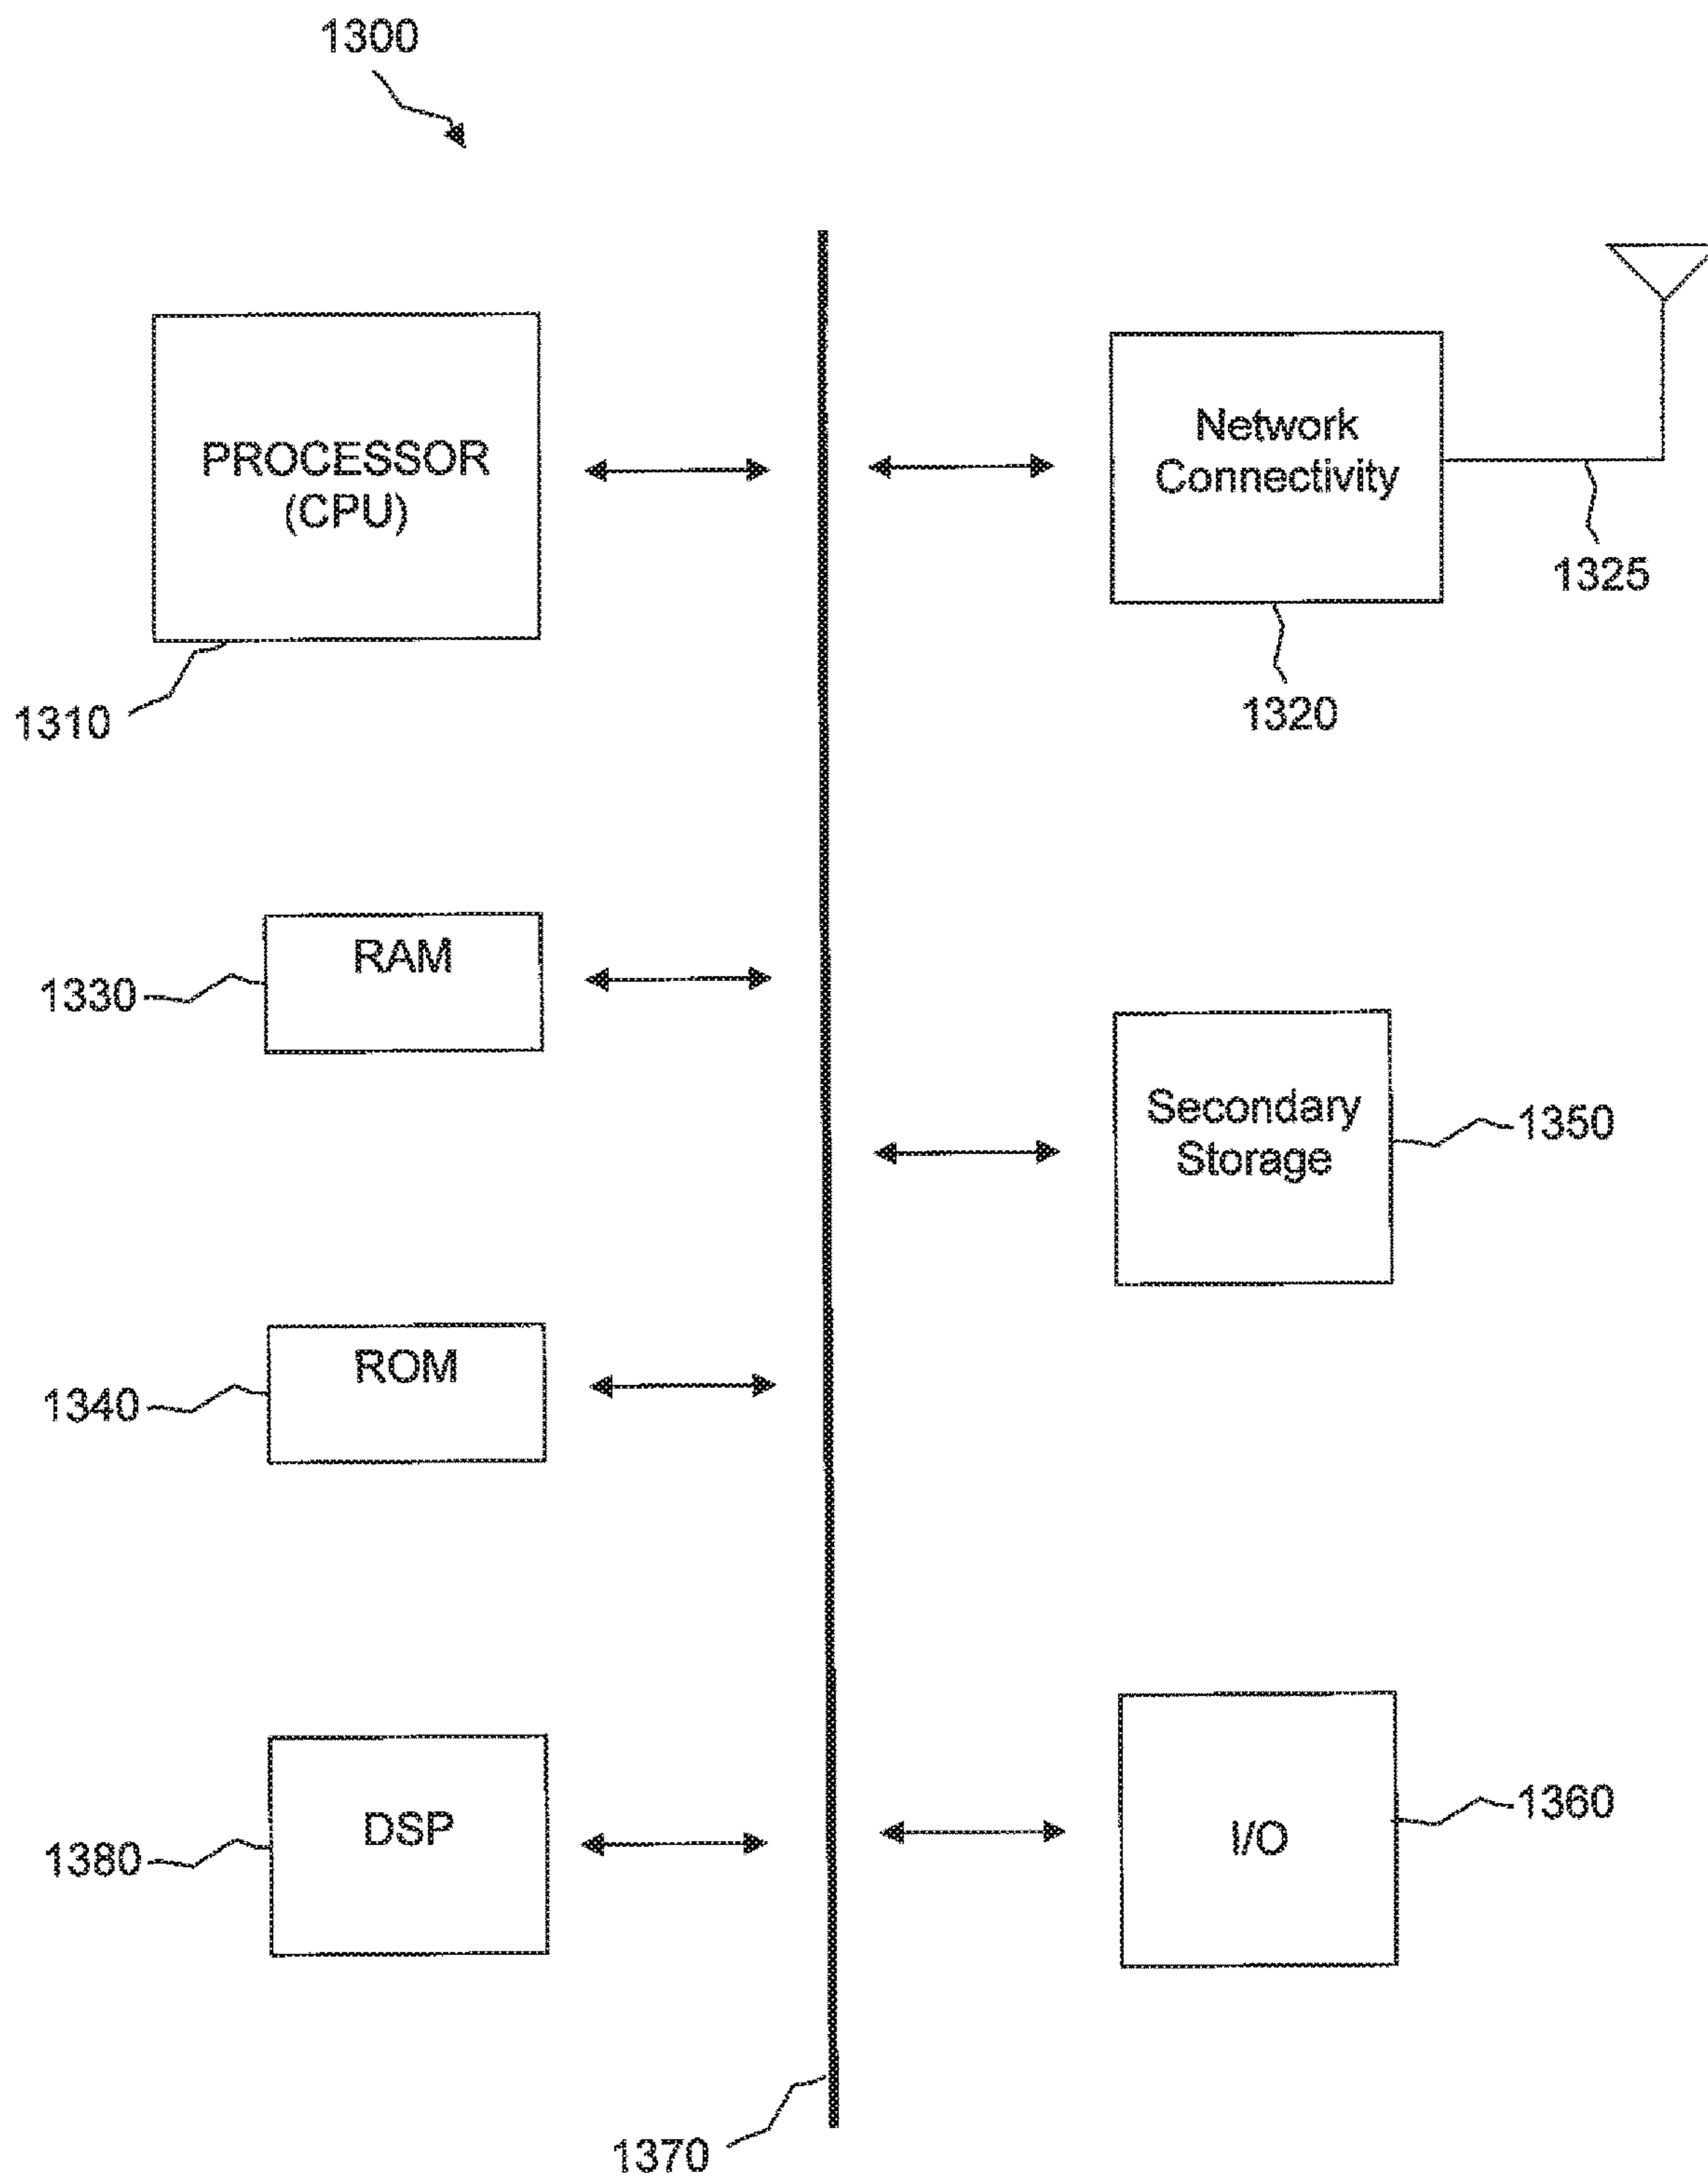 1300
PROCESSOR
(CPU)
1310
Network
Connectivity
1325
1320
RAM
1330
Secondary
Storage
1350
ROM
1340
DSP
1380
I/O
1360
1370